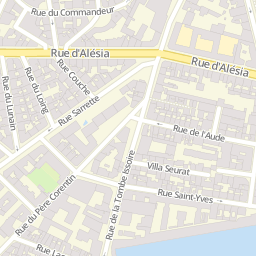 Rue du Commandeur
Rue d'Alésia
Rue d'Alésia
Rue Couche
Rue du Loing
Rue du Lunain
Rue Sarrette
Rue de l'Aude
Villa Seurat
Rue Saint-Yves
Rue de la Tombe Issoire
Rue du Père Corentin